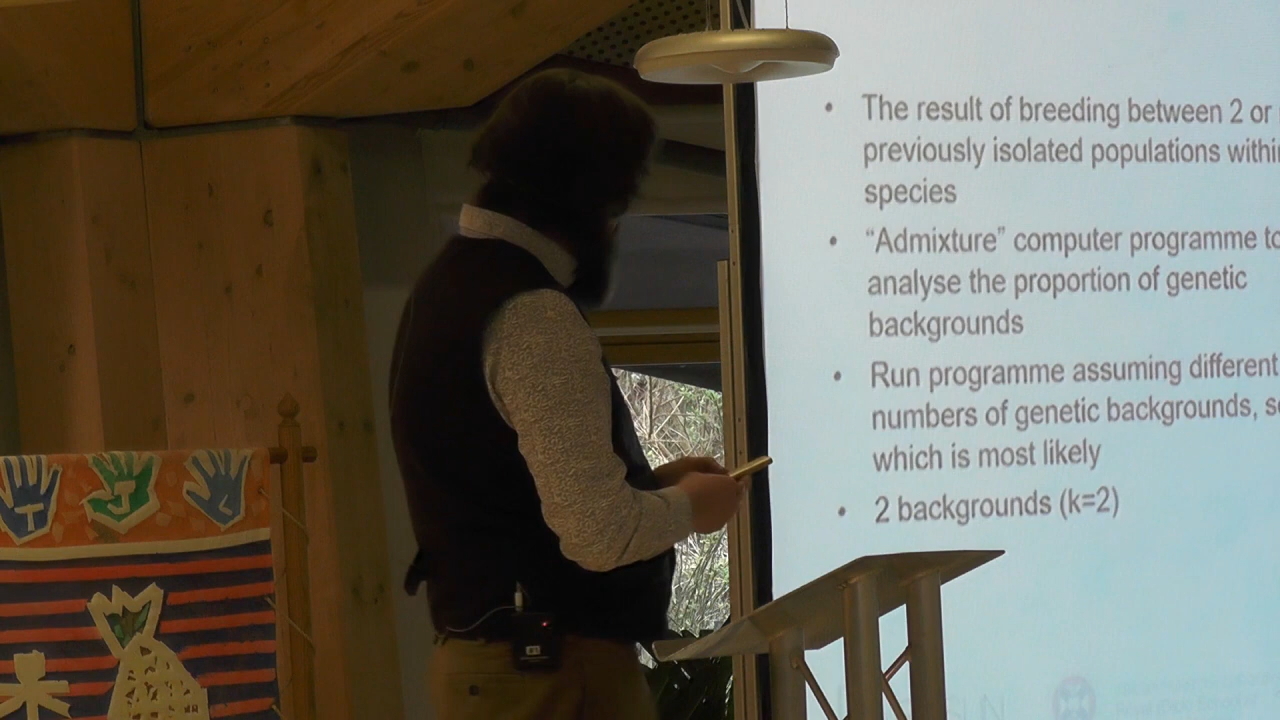 • The result of breeding between 2 or
previously isolated populations within
species
• “Admixture” computer programme to
analyse the proportion of genetic
backgrounds
• Run programme assuming different
numbers of genetic backgrounds, se
which is most likely
• 2 backgrounds (k=2)
T J L